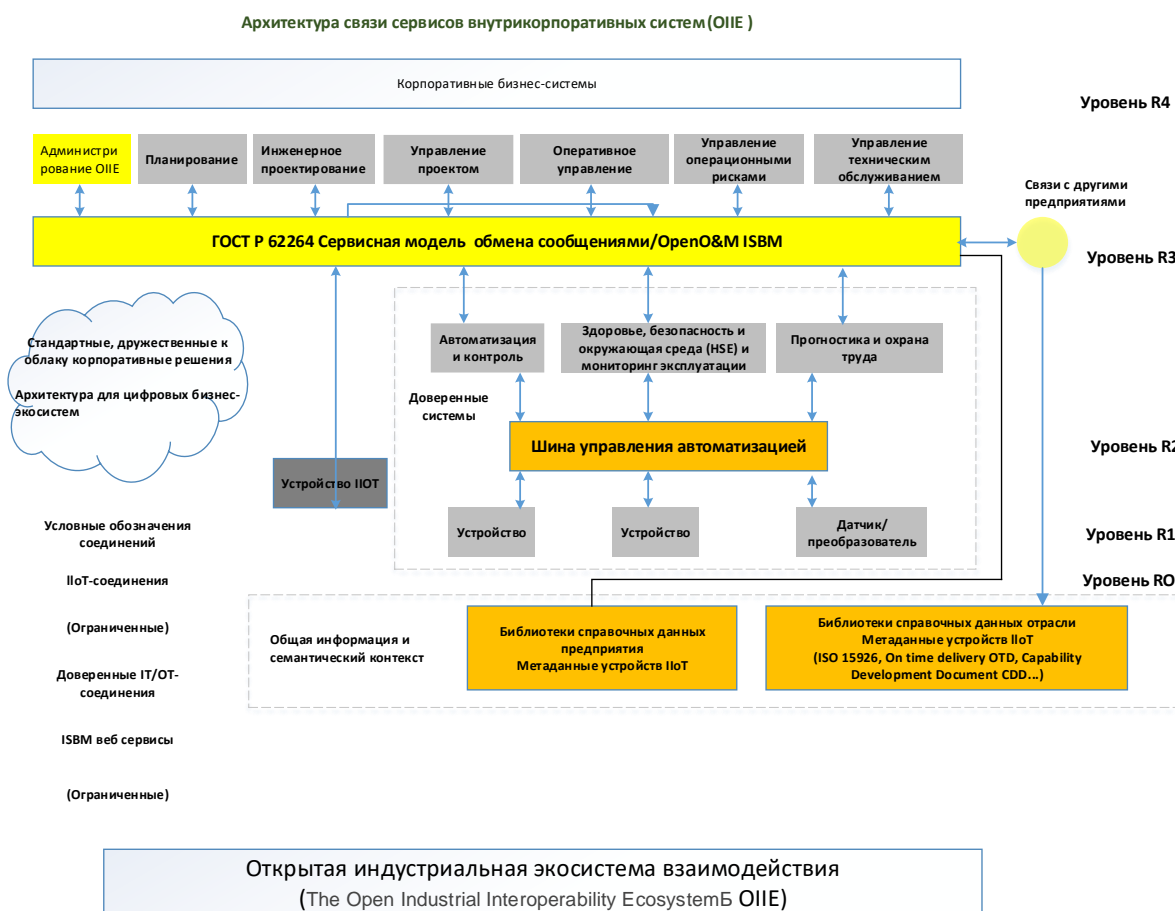 Архитектура связи сервисов внутрикорпоративных систем (OIIE )
Корпоративные бизнес-системы
Уровень R4
Администри
рование OIIE
Планирование
Инженерное
проектирование
Управление
проектом
Оперативное
управление
Управление
операционными
рисками
Управление
техническим
обслуживанием
Связи с другими
предприятиями
ГОСТ Р 62264 Сервисная модель обмена сообщениями/OpenO&M ISBM
Уровень R3
Стандартные, дружественные к
облаку корпоративные решения
Архитектура для цифровых бизнес-
экосистем
Автоматизация
и контроль
Здоровье, безопасность и
окружающая среда (HSE) и
мониторинг эксплуатации
Прогностика и охрана
труда
Доверенные
системы
Шина управления автоматизацией
Уровень R2
Устройство IIOT
Устройство
Устройство
Датчик/
преобразователь
Уровень R1
Условные обозначения
соединений
IIoT-соединения
(Ограниченные)
Доверенные IT/OT-
соединения
ISBM веб сервисы
(Ограниченные)
Уровень RO
Общая информация и
семантический контекст
Библиотеки справочных данных
предприятия
Метаданные устройств IIoT
Библиотеки справочных данных отрасли
Метаданные устройств IIoT
(ISO 15926, On time delivery OTD, Capability
Development Document CDD...)
Открытая индустриальная экосистема взаимодействия
(The Open Industrial Interoperability EcosystemБ OIIE)